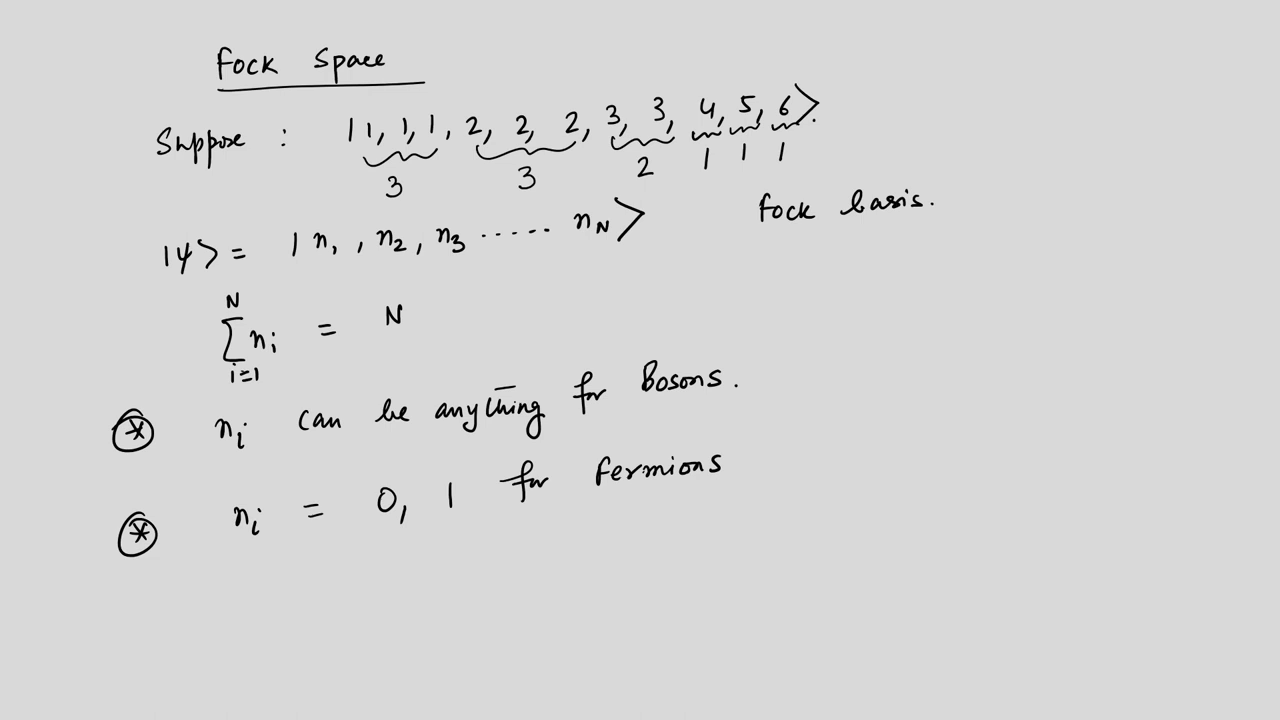 Fock Space
Suppose : |1, 1, 1, 2, 2, 2, 3, 3, 4, 5, 6⟩.
3 3 2 1 1 1
|ψ⟩ = | n₁ , n₂ , n₃ ..... n_N ⟩ Fock basis.
∑_{i=1}^{N} nᵢ = N
⊛ nᵢ can be anything for Bosons.
⊛ nᵢ = 0, 1 for fermions